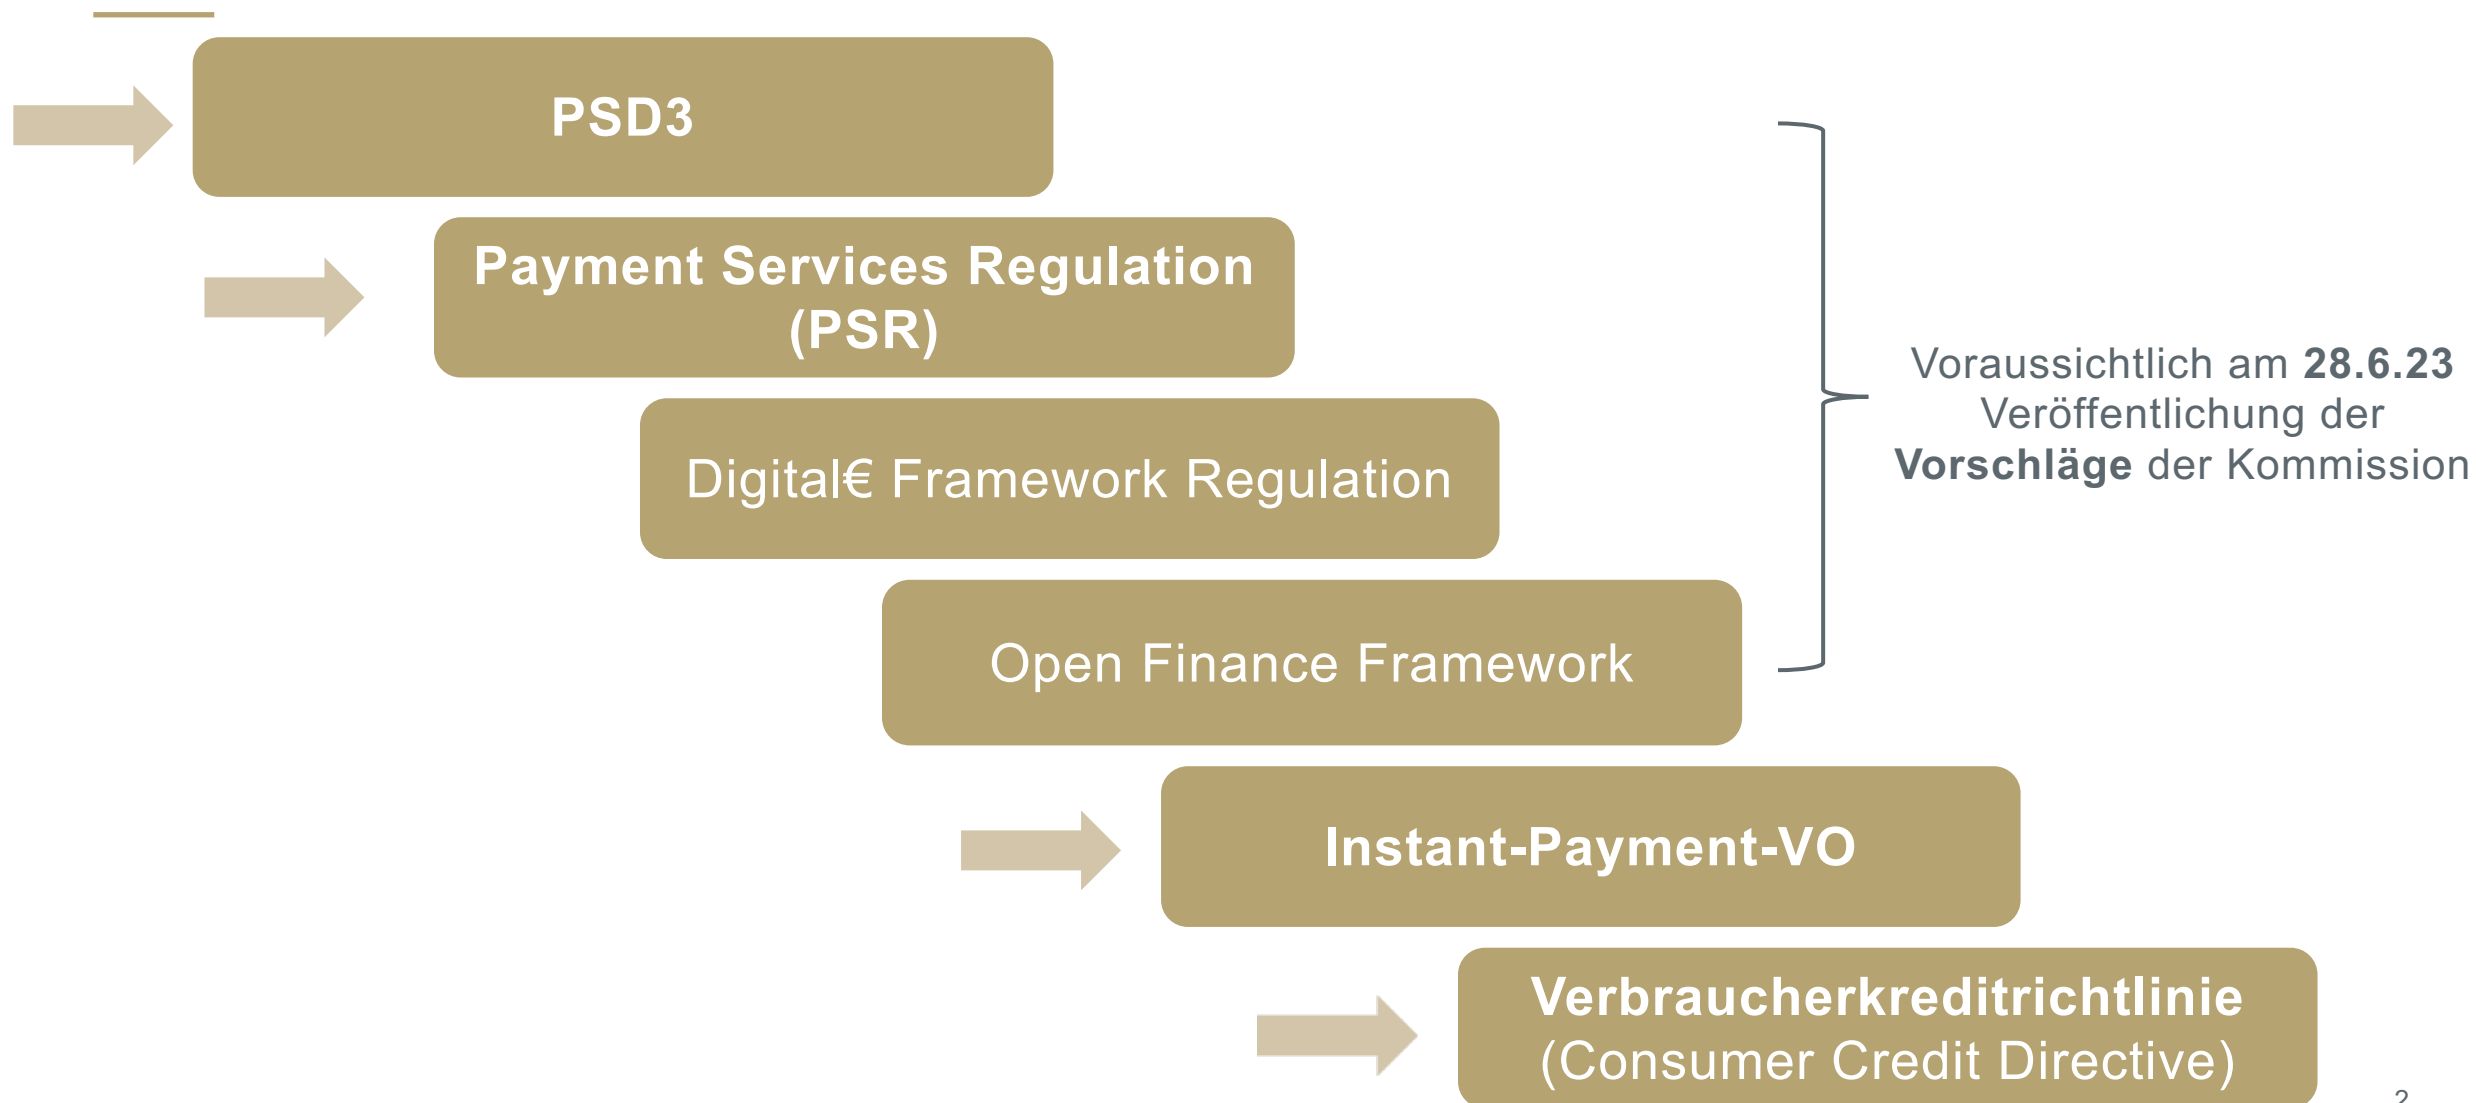 PSD3
Payment Services Regulation
(PSR)
Digital€ Framework Regulation
Open Finance Framework
Voraussichtlich am 28.6.23
Veröffentlichung der
Vorschläge der Kommission
Instant-Payment-VO
Verbraucherkreditrichtlinie
(Consumer Credit Directive)
2